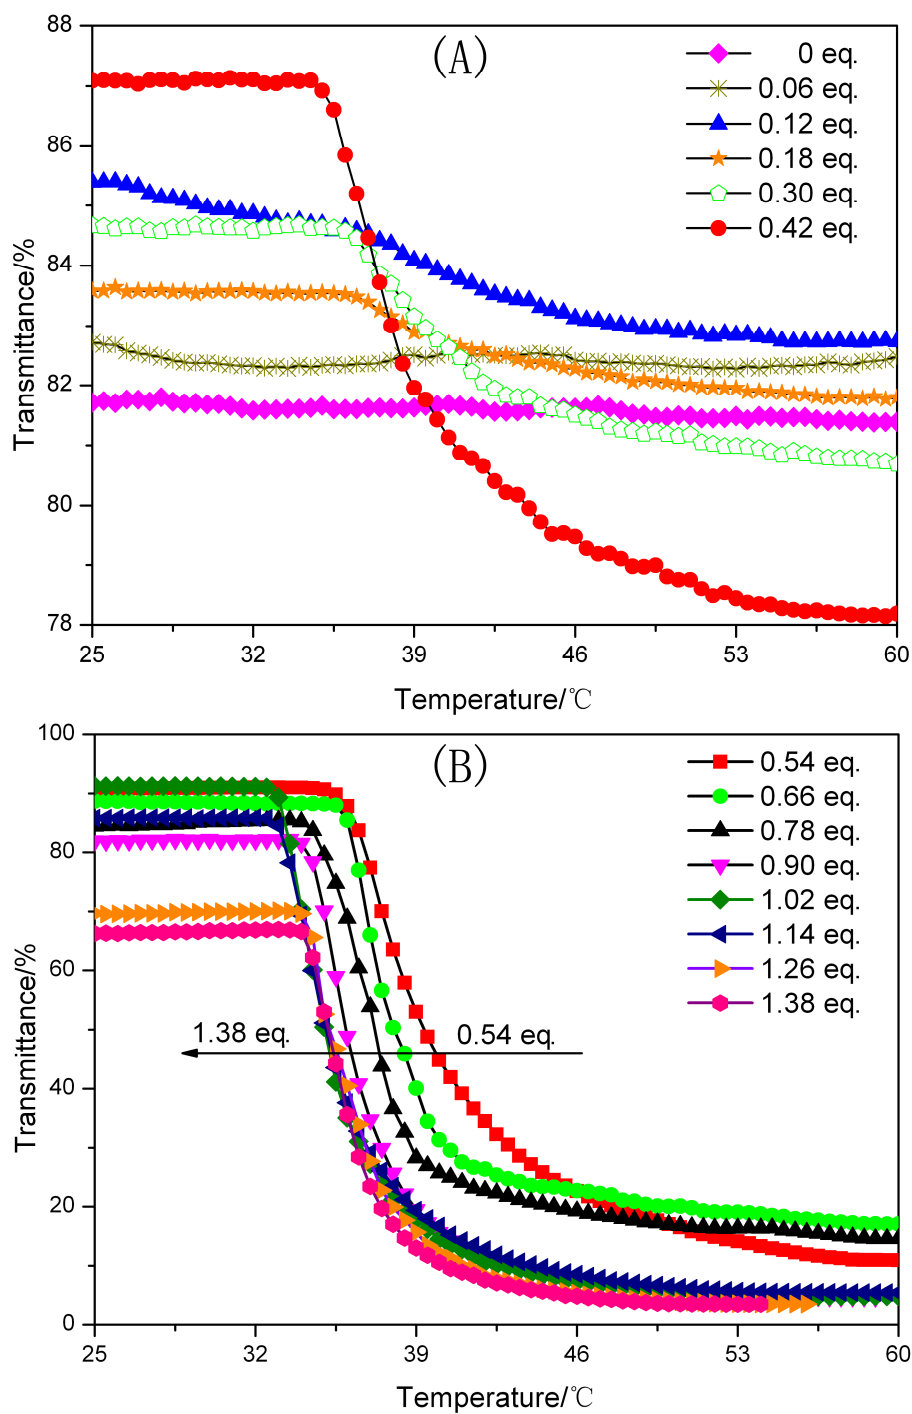 (A)
88
86
84
82
80
78
Transmittance/%
0 eq.
0.06 eq.
0.12 eq.
0.18 eq.
0.30 eq.
0.42 eq.
25 32 39 46 53 60
Temperature/℃
(B)
100
80
60
40
20
0
Transmittance/%
0.54 eq.
0.66 eq.
0.78 eq.
0.90 eq.
1.02 eq.
1.14 eq.
1.26 eq.
1.38 eq.
1.38 eq. 0.54 eq.
25 32 39 46 53 60
Temperature/℃